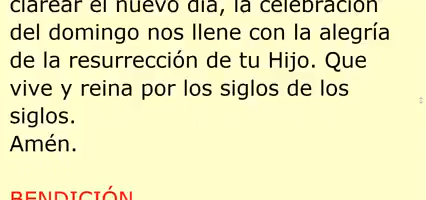 clarear el nuevo día, la celebración
del domingo nos llene con la alegría
de la resurrección de tu Hijo. Que
vive y reina por los siglos de los
siglos.
Amén.
BENDICIÓN